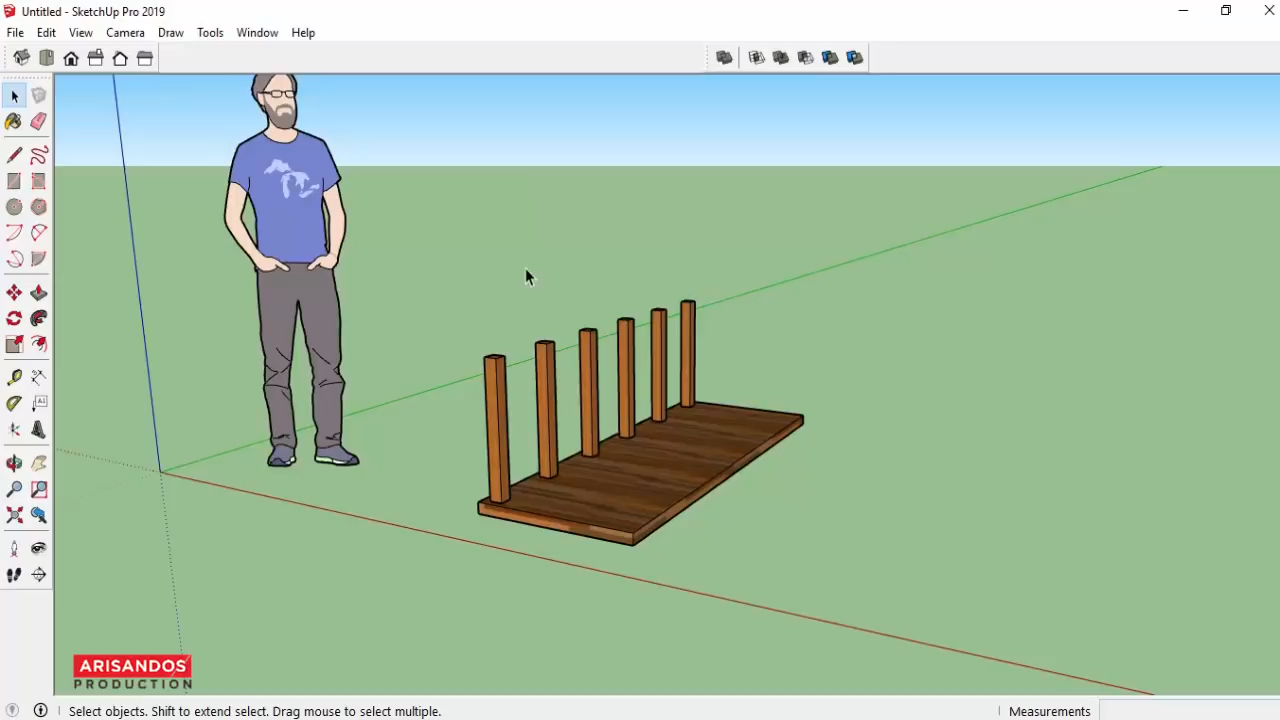 Untitled - SketchUp Pro 2019
File Edit View Camera Draw Tools Window Help
A1
ARISANDOS
PRODUCTION
Select objects. Shift to extend select. Drag mouse to select multiple.
Measurements